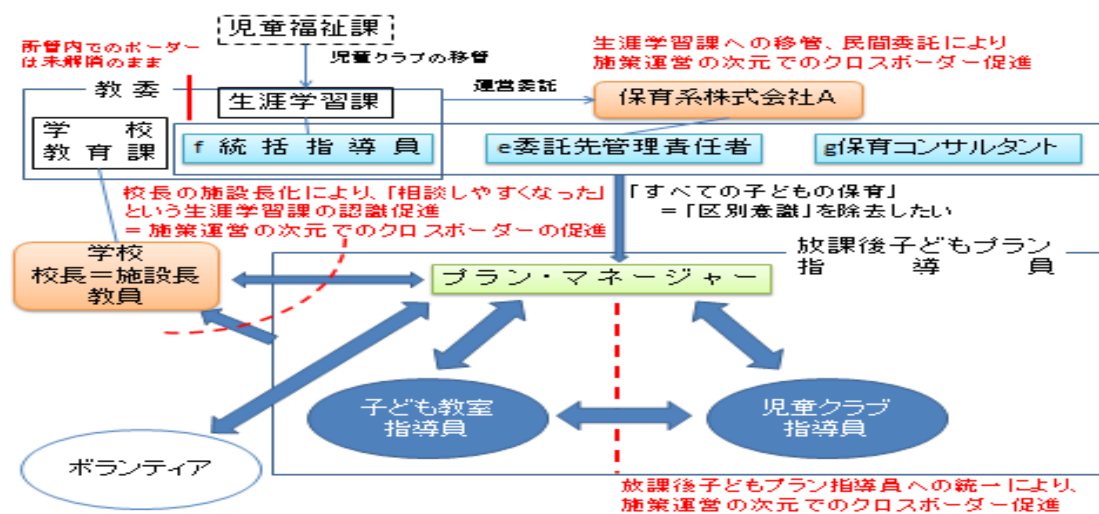 児童福祉課
所管内でのボーダー
は未解消のまま
児童クラブの移管
生涯学習課への移管、民間委託により
施策運営の次元でのクロスボーダー促進
教委
生涯学習課
運営委託
保育系株式会社A
学校
教育課
f統括指導員
e委託先管理責任者
g保育コンサルタント
校長の施設長化により、「相談しやすくなった」
という生涯学習課の認識促進
=施策運営の次元でのクロスボーダーの促進
「すべての子どもの保育」
=「区別意識」を除去したい
放課後子どもプラン
指導員
学校
校長=施設長
教員
プラン・マネージャー
子ども教室
指導員
児童クラブ
指導員
ボランティア
放課後子どもプラン指導員への統一により、
施策運営の次元でのクロスボーダー促進